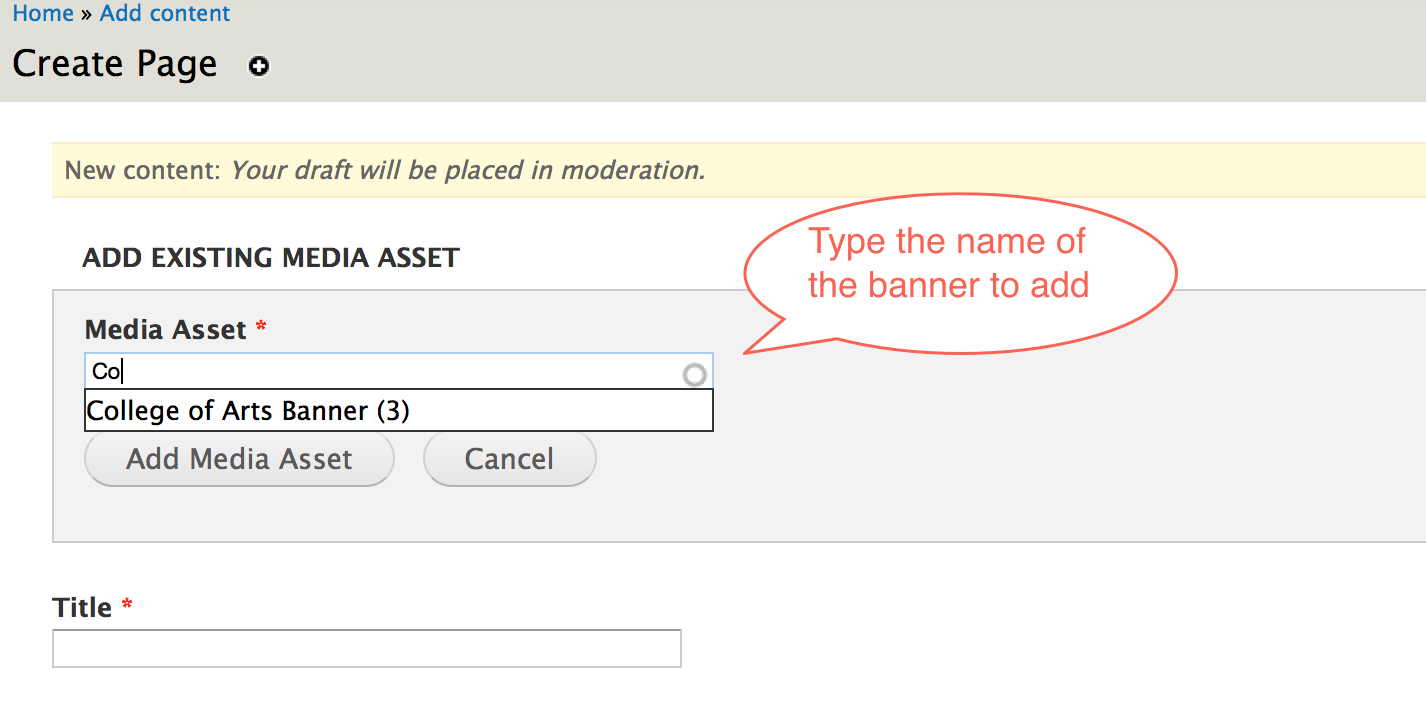 Home » Add content
Create Page
New content: Your draft will be placed in moderation.
Type the name of
the banner to add
ADD EXISTING MEDIA ASSET
Media Asset *
Co
College of Arts Banner (3)
Add Media Asset Cancel
Title *